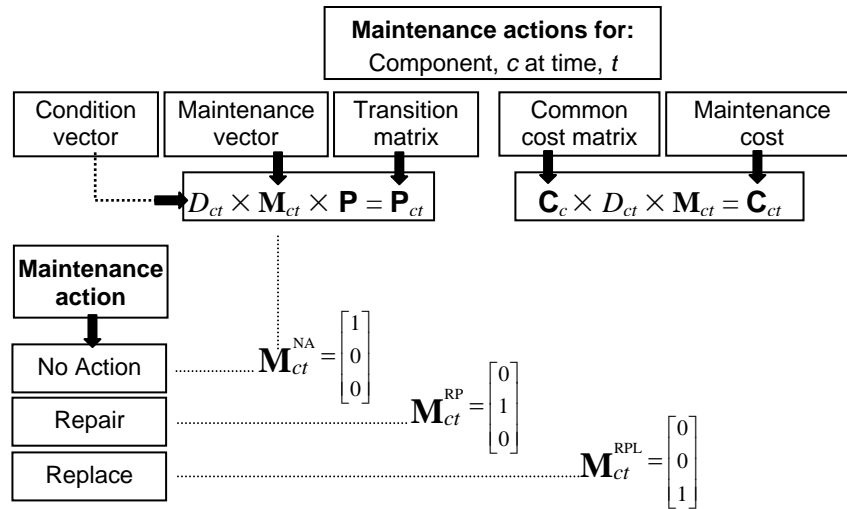 Maintenance actions for:
Component, c at time, t
Condition vector
Maintenance vector
Transition matrix
Common cost matrix
Maintenance cost
D_ct × M_ct × P = P_ct
C_c × D_ct × M_ct = C_ct
Maintenance action
No Action
M_ct^NA = [1 0 0]
Repair
M_ct^RP = [0 1 0]
Replace
M_ct^RPL = [0 0 1]